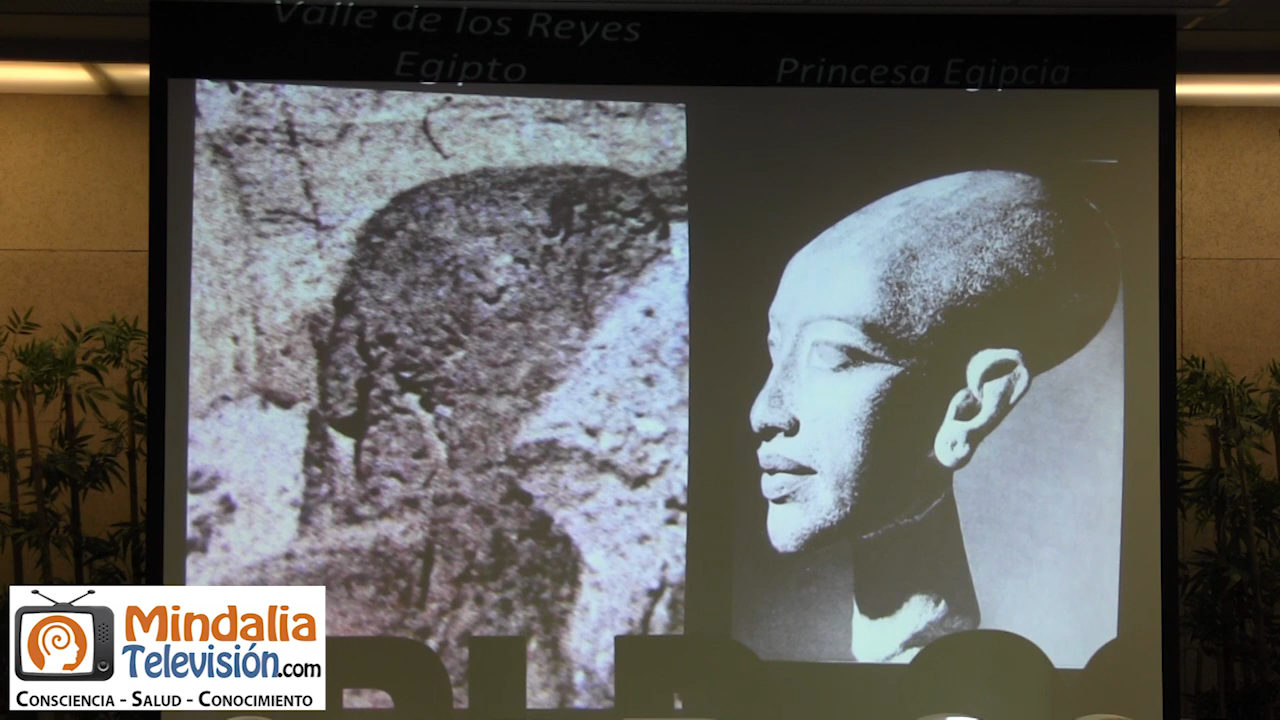 Valle de los Reyes
Egipto
Princesa Egipcia
Mindalia
Televisión.com
CONSCIENCIA - SALUD - CONOCIMIENTO